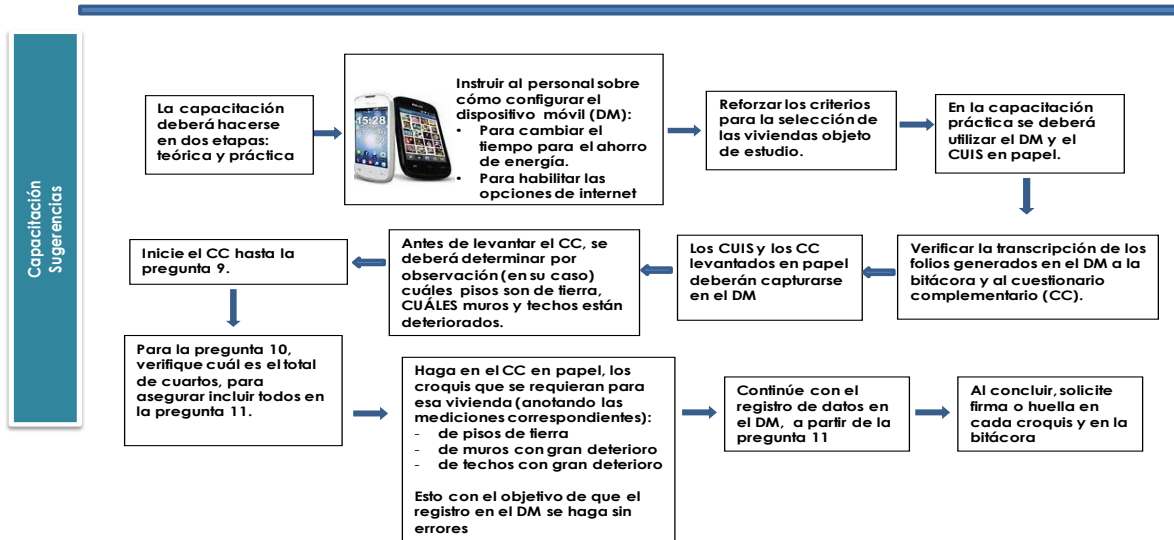 Capacitación
Sugerencias
La capacitación
deberá hacerse
en dos etapas:
teórica y práctica
15:28
Instruir al personal sobre
cómo configurar el
dispositivo móvil (DM):
• Para cambiar el
tiempo para el ahorro
de energía.
• Para habilitar las
opciones de internet
Reforzar los criterios
para la selección de
las viviendas objeto
de estudio.
En la capacitación
práctica se deberá
utilizar el DM y el
CUIS en papel.
Verificar la transcripción de los
folios generados en el DM a la
bitácora y al cuestionario
complementario (CC).
Los CUIS y los CC
levantados en papel
deberán capturarse
en el DM
Antes de levantar el CC, se
deberá determinar por
observación (en su caso)
cuáles pisos son de tierra,
CUÁLES muros y techos están
deteriorados.
Inicie el CC hasta la
pregunta 9.
Para la pregunta 10,
verifique cuál es el total
de cuartos, para
asegurar incluir todos en
la pregunta 11.
Haga en el CC en papel, los
croquis que se requieran para
esa vivienda (anotando las
mediciones correspondientes):
- de pisos de tierra
- de muros con gran deterioro
- de techos con gran deterioro
Esto con el objetivo de que el
registro en el DM se haga sin
errores
Continúe con el
registro de datos en
el DM, a partir de la
pregunta 11
Al concluir, solicite
firma o huella en
cada croquis y en la
bitácora